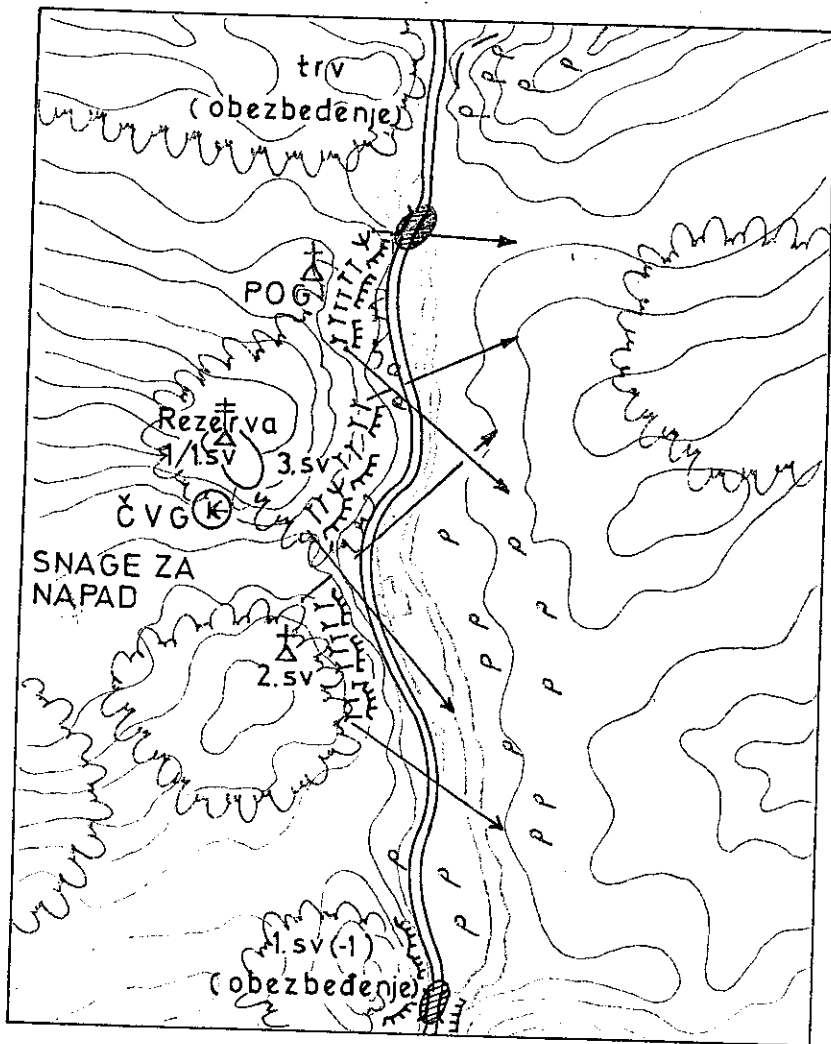 trv
(obezbeđenje)
POG
Rezerva
1/1.sv
3.sv
ČVG K
SNAGE ZA
NAPAD
2.sv
1.sv(-1)
(obezbeđenje)